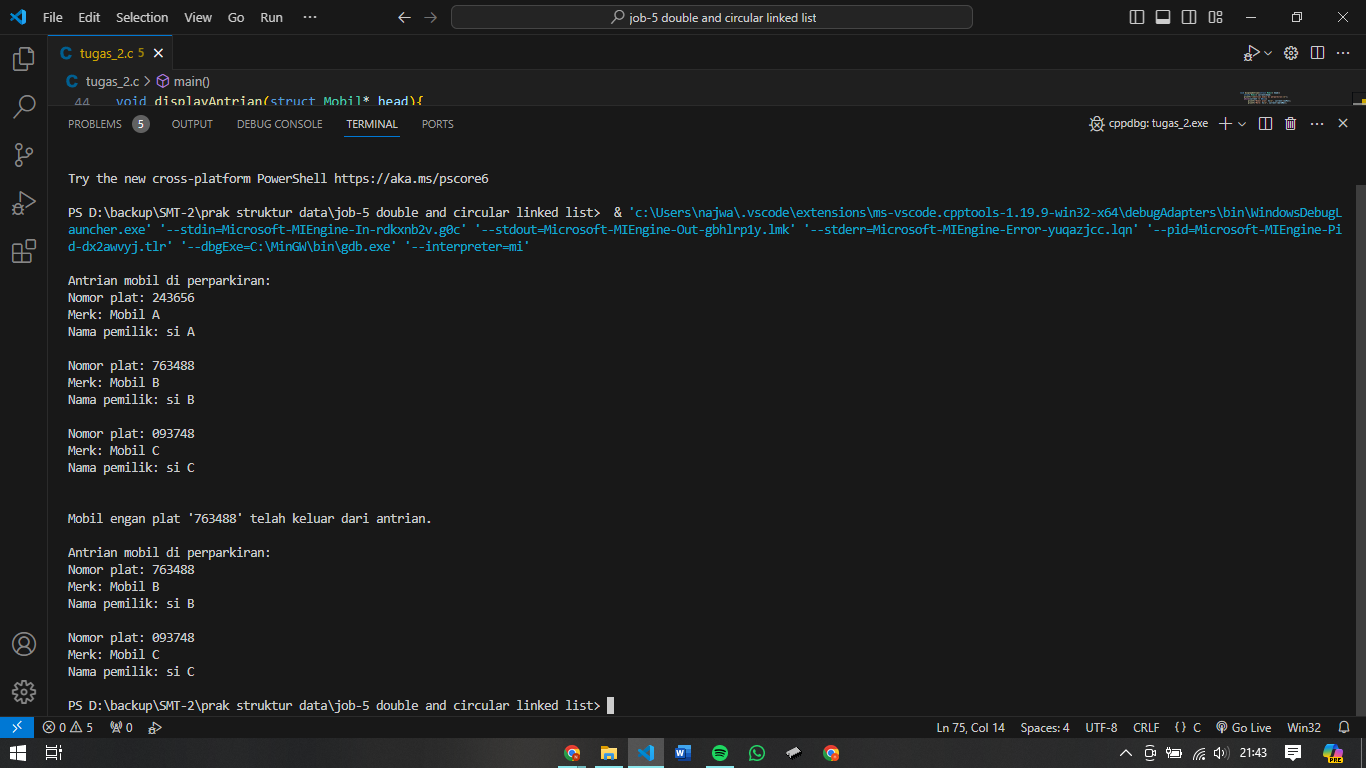 File Edit Selection View Go Run ···
job-5 double and circular linked list
tugas_2.c 5
tugas_2.c > main()
44 void displayAntrian(struct Mobil* head){
PROBLEMS 5 OUTPUT DEBUG CONSOLE TERMINAL PORTS
cppdbg: tugas_2.exe
Try the new cross-platform PowerShell https://aka.ms/pscore6
PS D:\backup\SMT-2\prak struktur data\job-5 double and circular linked list>  & 'c:\Users\najwa\.vscode\extensions\ms-vscode.cpptools-1.19.9-win32-x64\debugAdapters\bin\WindowsDebugL
auncher.exe' '--stdin=Microsoft-MIEngine-In-rdkxnb2v.g0c' '--stdout=Microsoft-MIEngine-Out-gbhlrp1y.lmk' '--stderr=Microsoft-MIEngine-Error-yuqazjcc.lqn' '--pid=Microsoft-MIEngine-Pi
d-dx2awvyj.tlr' '--dbgExe=C:\MinGW\bin\gdb.exe' '--interpreter=mi'
Antrian mobil di perparkiran:
Nomor plat: 243656
Merk: Mobil A
Nama pemilik: si A
Nomor plat: 763488
Merk: Mobil B
Nama pemilik: si B
Nomor plat: 093748
Merk: Mobil C
Nama pemilik: si C
Mobil engan plat '763488' telah keluar dari antrian.
Antrian mobil di perparkiran:
Nomor plat: 763488
Merk: Mobil B
Nama pemilik: si B
Nomor plat: 093748
Merk: Mobil C
Nama pemilik: si C
PS D:\backup\SMT-2\prak struktur data\job-5 double and circular linked list>
0 5 0 Ln 75, Col 14 Spaces: 4 UTF-8 CRLF {} C Go Live Win32
21:43